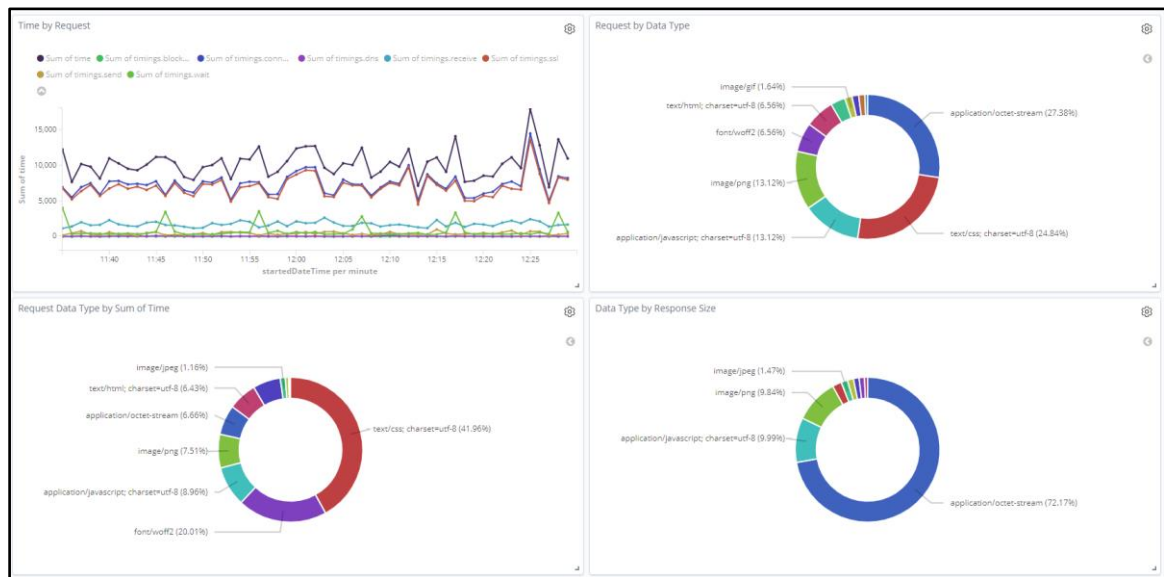 Time by Request
Sum of time Sum of timings.block... Sum of timings.conn... Sum of timings.dns Sum of timings.receive Sum of timings.ssl
Sum of timings.send Sum of timings.wait
Sum of time
15,000
10,000
5,000
0
11:40 11:45 11:50 11:55 12:00 12:05 12:10 12:15 12:20 12:25
startedDateTime per minute
Request by Data Type
image/gif (1.64%)
text/html; charset=utf-8 (6.56%)
font/woff2 (6.56%)
image/png (13.12%)
application/javascript; charset=utf-8 (13.12%)
application/octet-stream (27.38%)
text/css; charset=utf-8 (24.84%)
Request Data Type by Sum of Time
image/jpeg (1.16%)
text/html; charset=utf-8 (6.43%)
application/octet-stream (6.66%)
image/png (7.51%)
application/javascript; charset=utf-8 (8.96%)
font/woff2 (20.01%)
text/css; charset=utf-8 (41.96%)
Data Type by Response Size
image/jpeg (1.47%)
image/png (9.84%)
application/javascript; charset=utf-8 (9.99%)
application/octet-stream (72.17%)